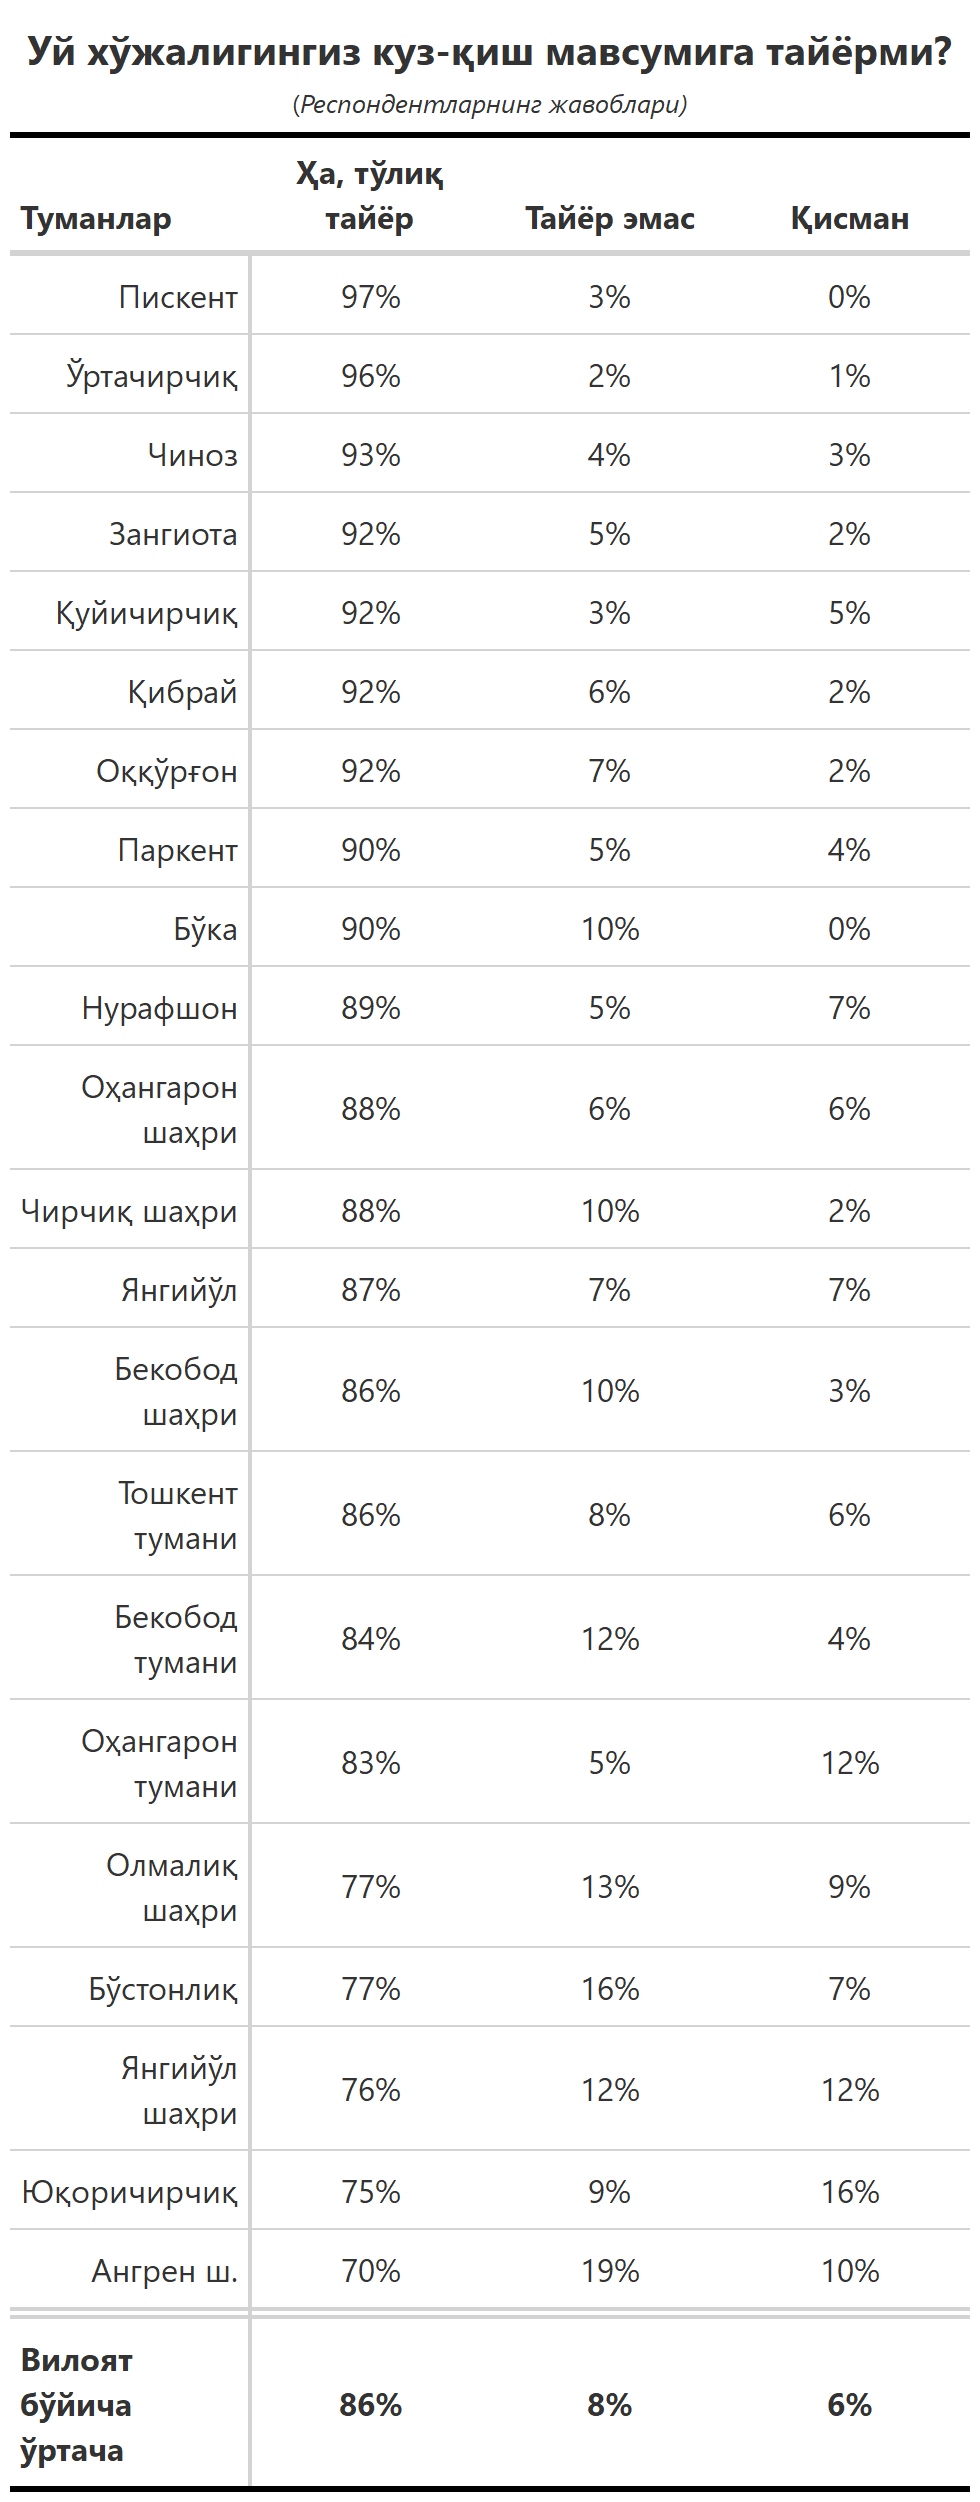 Уй хўжалигингиз куз-қиш мавсумига тайёрми?
(Респондентларнинг жавоблари)
Туманлар Ҳа, тўлиқ тайёр Тайёр эмас Қисман
Пискент 97% 3% 0%
Ўртачирчиқ 96% 2% 1%
Чиноз 93% 4% 3%
Зангиота 92% 5% 2%
Қуйичирчиқ 92% 3% 5%
Қибрай 92% 6% 2%
Оққўрғон 92% 7% 2%
Паркент 90% 5% 4%
Бўка 90% 10% 0%
Нурафшон 89% 5% 7%
Оҳангарон шаҳри 88% 6% 6%
Чирчиқ шаҳри 88% 10% 2%
Янгийўл 87% 7% 7%
Бекобод шаҳри 86% 10% 3%
Тошкент тумани 86% 8% 6%
Бекобод тумани 84% 12% 4%
Оҳангарон тумани 83% 5% 12%
Олмалиқ шаҳри 77% 13% 9%
Бўстонлиқ 77% 16% 7%
Янгийўл шаҳри 76% 12% 12%
Юқоричирчиқ 75% 9% 16%
Ангрен ш. 70% 19% 10%
Вилоят бўйича ўртача 86% 8% 6%